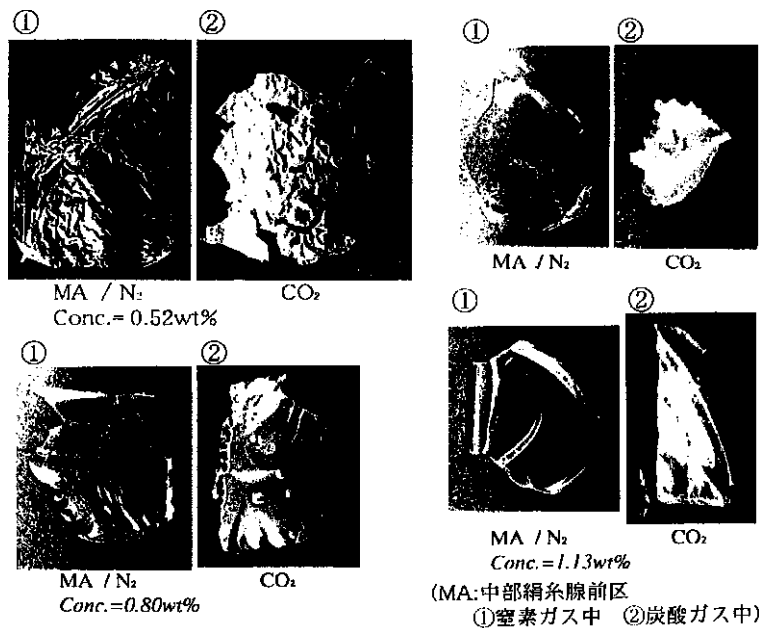 ① ②
MA / N₂ CO₂
Conc.= 0.52wt%
① ②
MA / N₂ CO₂
Conc.=0.80wt%
① ②
MA / N₂ CO₂
① ②
MA / N₂ CO₂
Conc.=1.13wt%
(MA:中部絹糸腺前区
①窒素ガス中 ②炭酸ガス中)